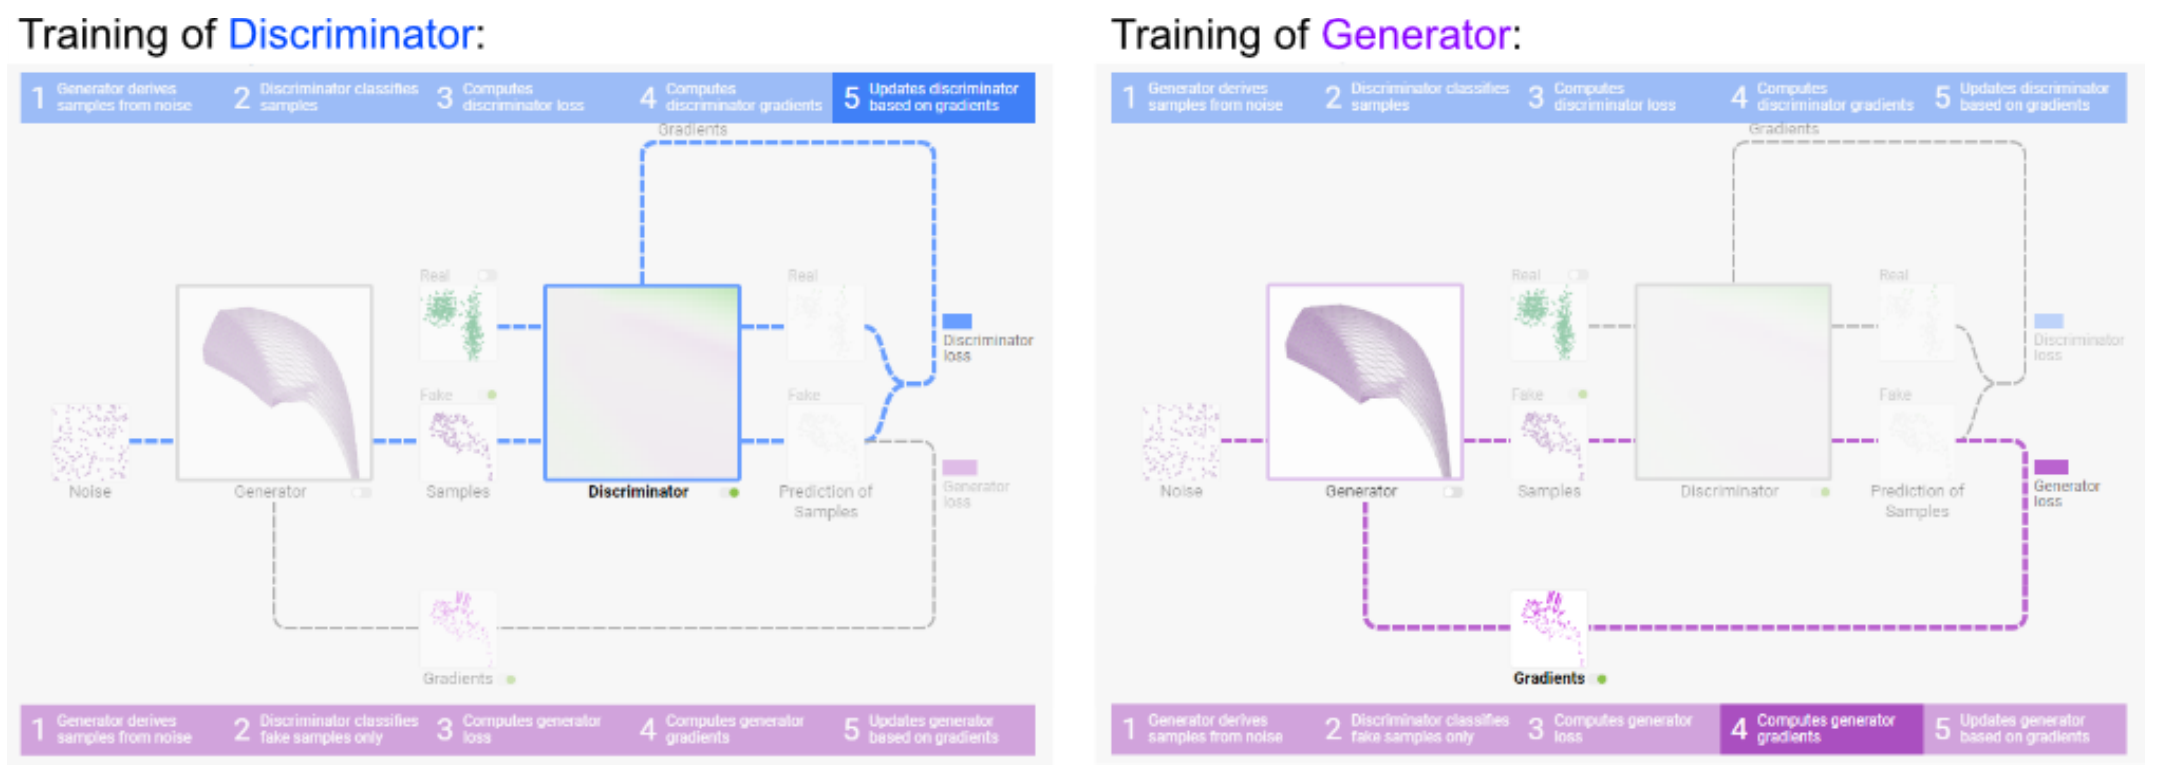 Training of Discriminator:
1 Generator derives
samples from noise
2 Discriminator classifies
samples
3 Computes
discriminator loss
4 Computes
discriminator gradients
5 Updates discriminator
based on gradients
Gradients
Real
Real
Discriminator
loss
Fake
Fake
Generator
loss
Noise
Generator
Samples
Discriminator
Prediction of
Samples
Gradients
1 Generator derives
samples from noise
2 Discriminator classifies
fake samples only
3 Computes generator
loss
4 Computes generator
gradients
5 Updates generator
based on gradients
Training of Generator:
1 Generator derives
samples from noise
2 Discriminator classifies
samples
3 Computes
discriminator loss
4 Computes
discriminator gradients
5 Updates discriminator
based on gradients
Gradients
Real
Real
Discriminator
loss
Fake
Fake
Generator
loss
Noise
Generator
Samples
Discriminator
Prediction of
Samples
Gradients
1 Generator derives
samples from noise
2 Discriminator classifies
fake samples only
3 Computes generator
loss
4 Computes generator
gradients
5 Updates generator
based on gradients